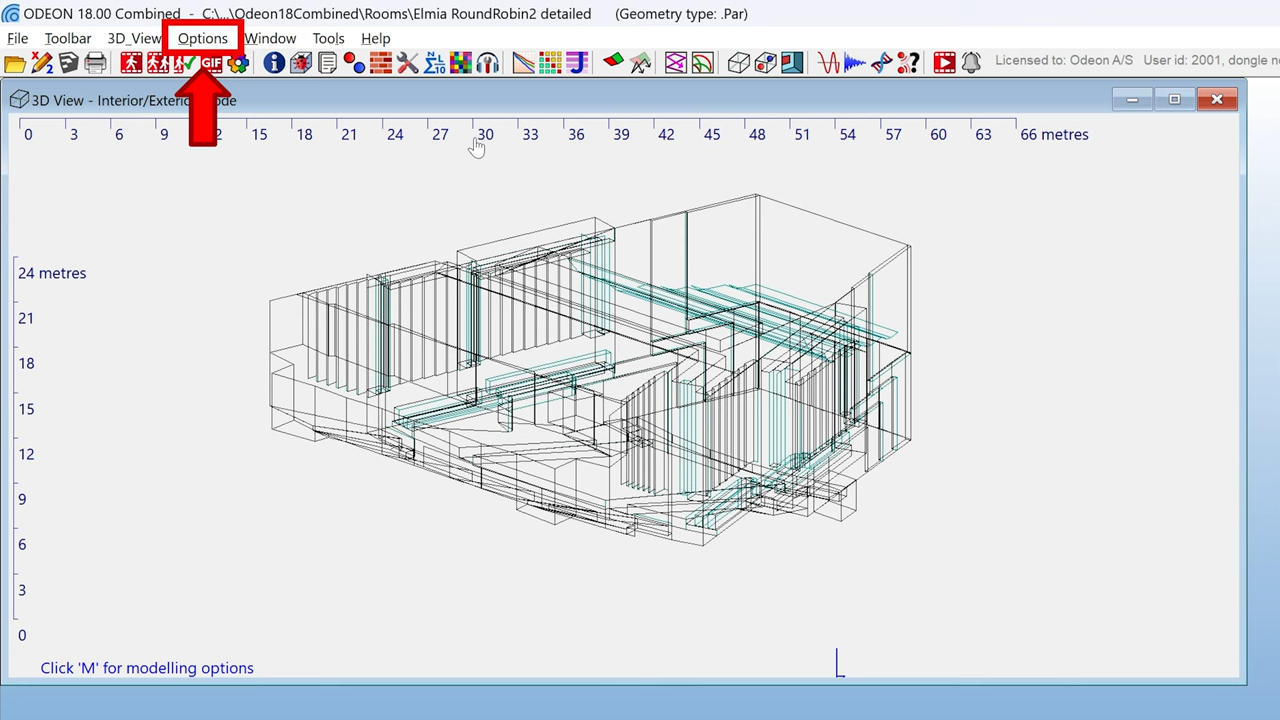 ODEON 18.00 Combined - C:\...\Odeon18Combined\Rooms\Elmia RoundRobin2 detailed (Geometry type: .Par)
File Toolbar 3D_View Options Window Tools Help
GIF Licensed to: Odeon A/S User id: 2001, dongle n
3D View - Interior/Exteri
0 3 6 9 15 18 21 24 27 30 33 36 39 42 45 48 51 54 57 60 63 66 metres
24 metres
21
18
15
12
9
6
3
0
Click 'M' for modelling options